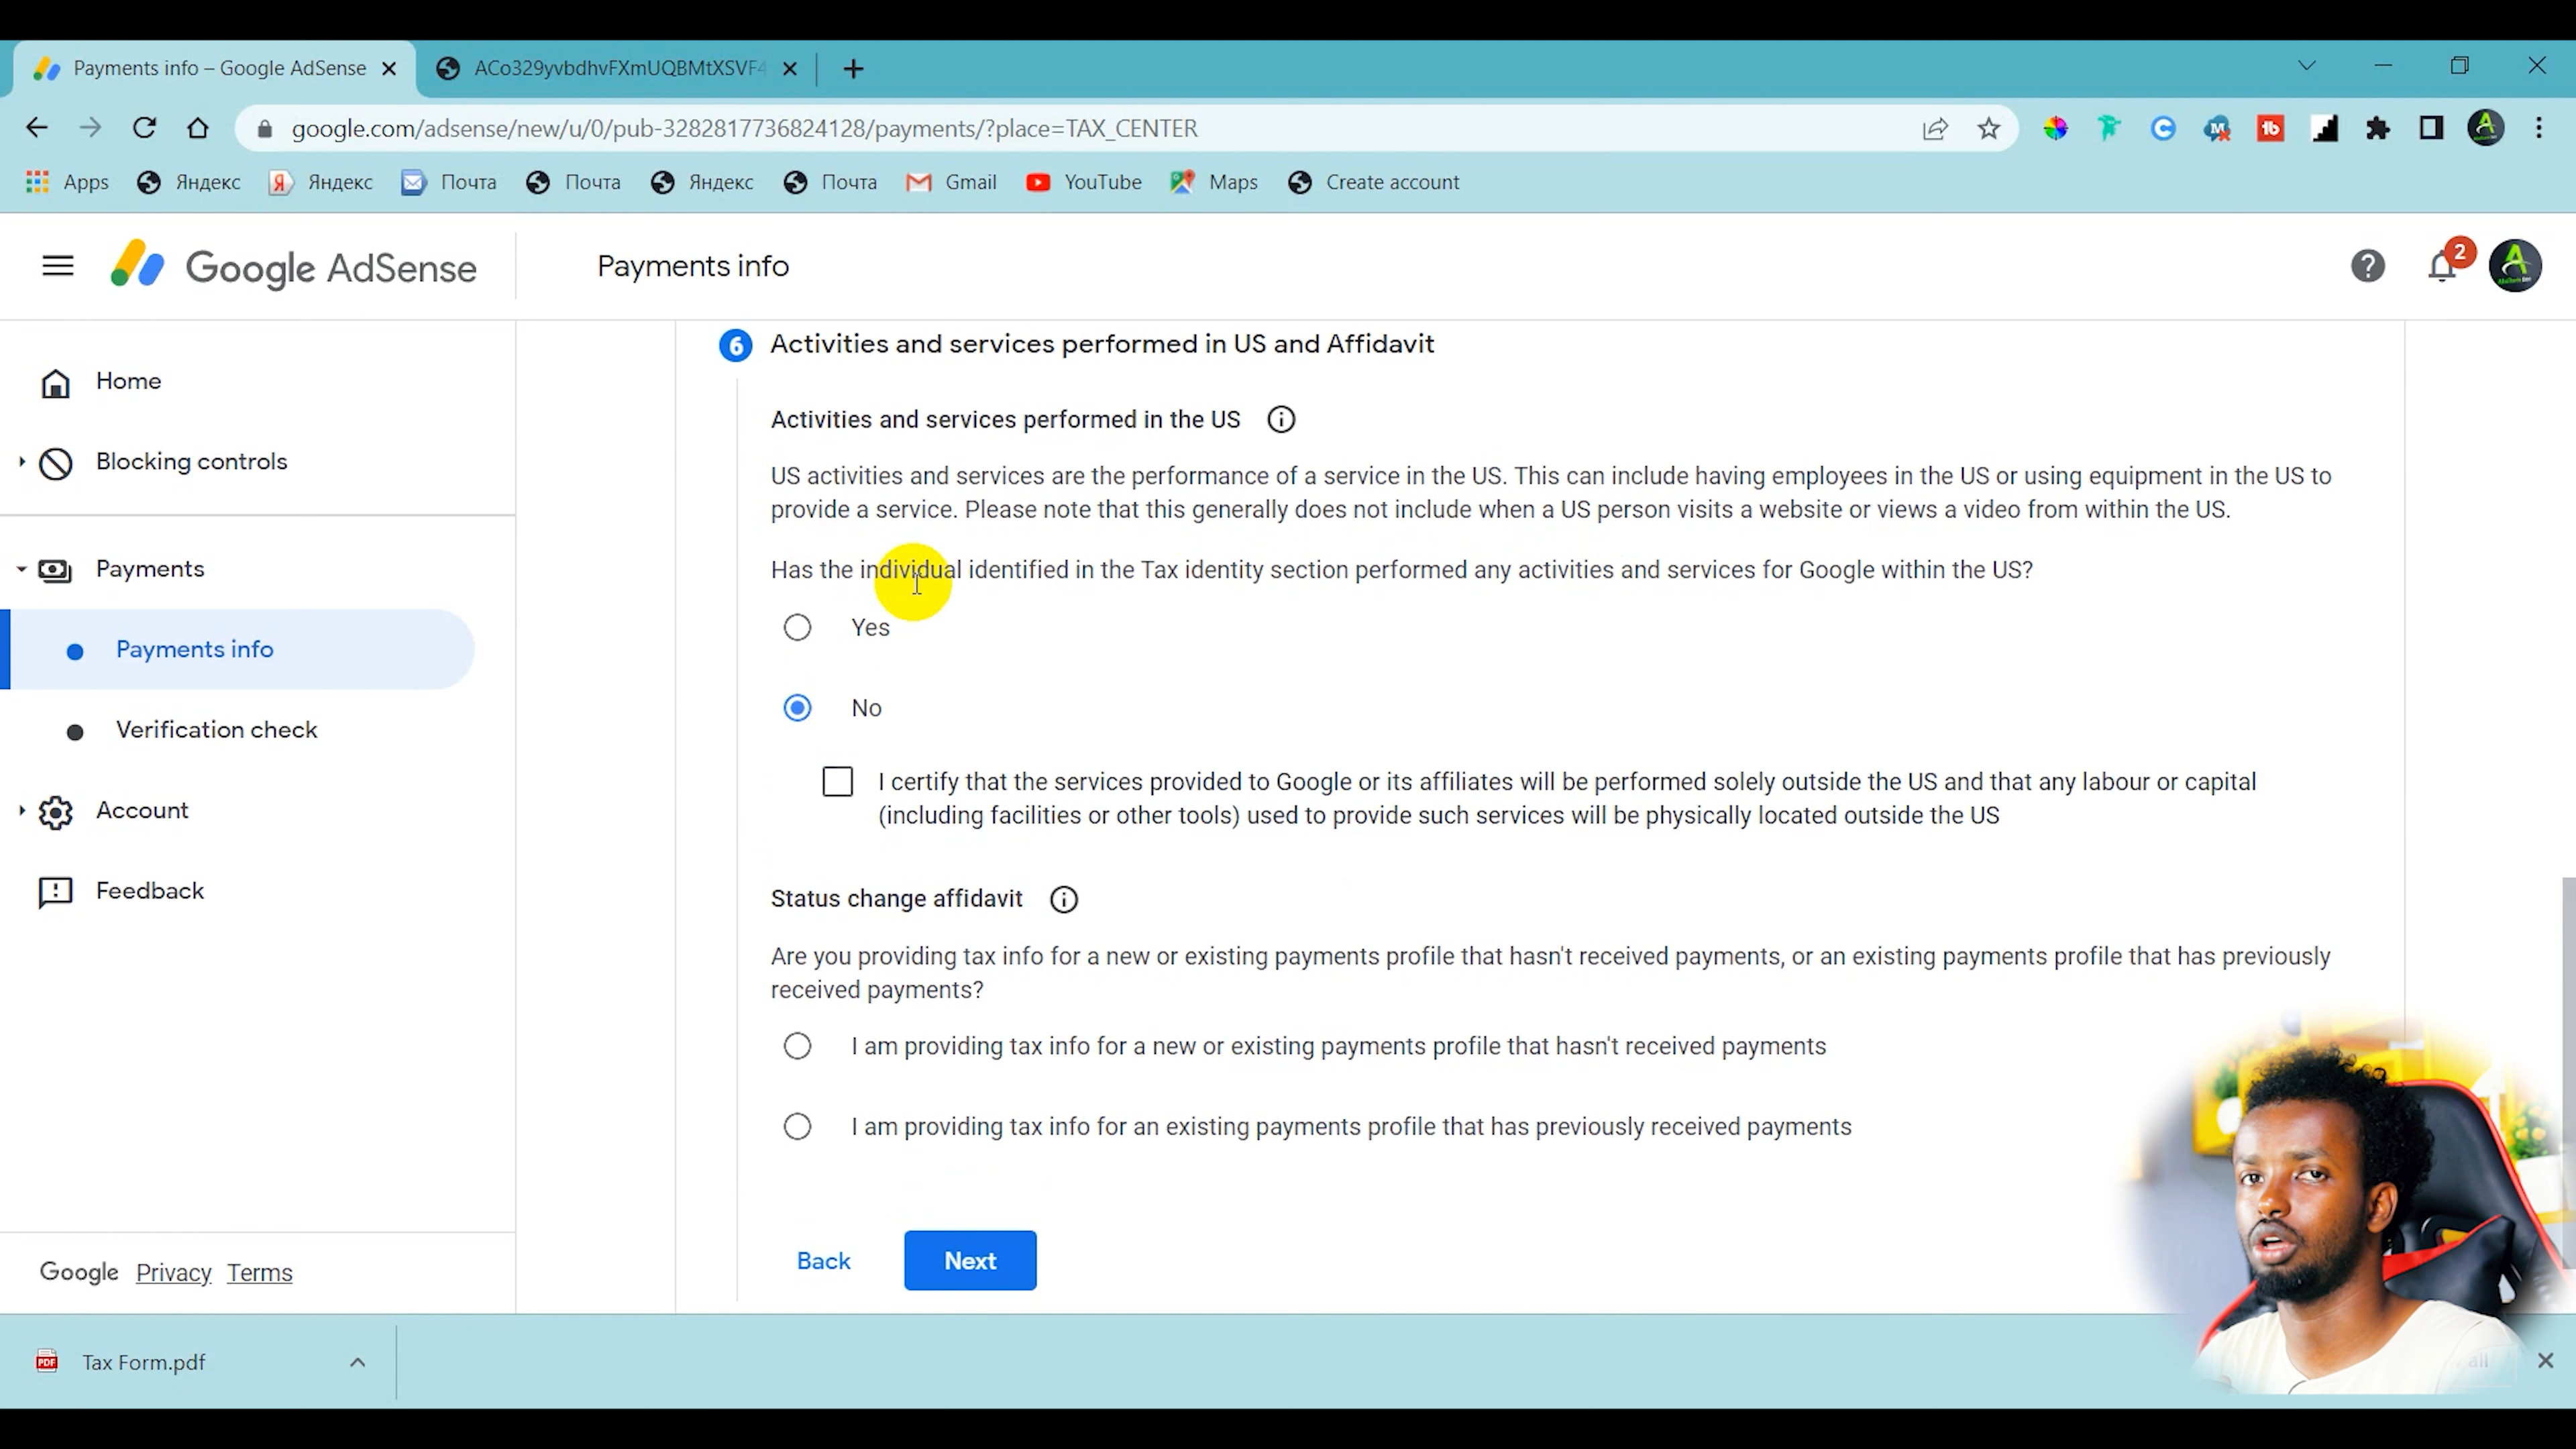 Payments info – Google AdSense
ACo329yvbdhvFXmUQBMtXSVF4
google.com/adsense/new/u/0/pub-3282817736824128/payments/?place=TAX_CENTER
Apps Яндекс Яндекс Почта Почта Яндекс Почта Gmail YouTube Maps Create account
Google AdSense
Payments info
2
Home
Blocking controls
Payments
Payments info
Verification check
Account
Feedback
Google Privacy Terms
6 Activities and services performed in US and Affidavit
Activities and services performed in the US
US activities and services are the performance of a service in the US. This can include having employees in the US or using equipment in the US to
provide a service. Please note that this generally does not include when a US person visits a website or views a video from within the US.
Has the individual identified in the Tax identity section performed any activities and services for Google within the US?
Yes
No
I certify that the services provided to Google or its affiliates will be performed solely outside the US and that any labour or capital
(including facilities or other tools) used to provide such services will be physically located outside the US
Status change affidavit
Are you providing tax info for a new or existing payments profile that hasn't received payments, or an existing payments profile that has previously
received payments?
I am providing tax info for a new or existing payments profile that hasn't received payments
I am providing tax info for an existing payments profile that has previously received payments
Back Next
Tax Form.pdf